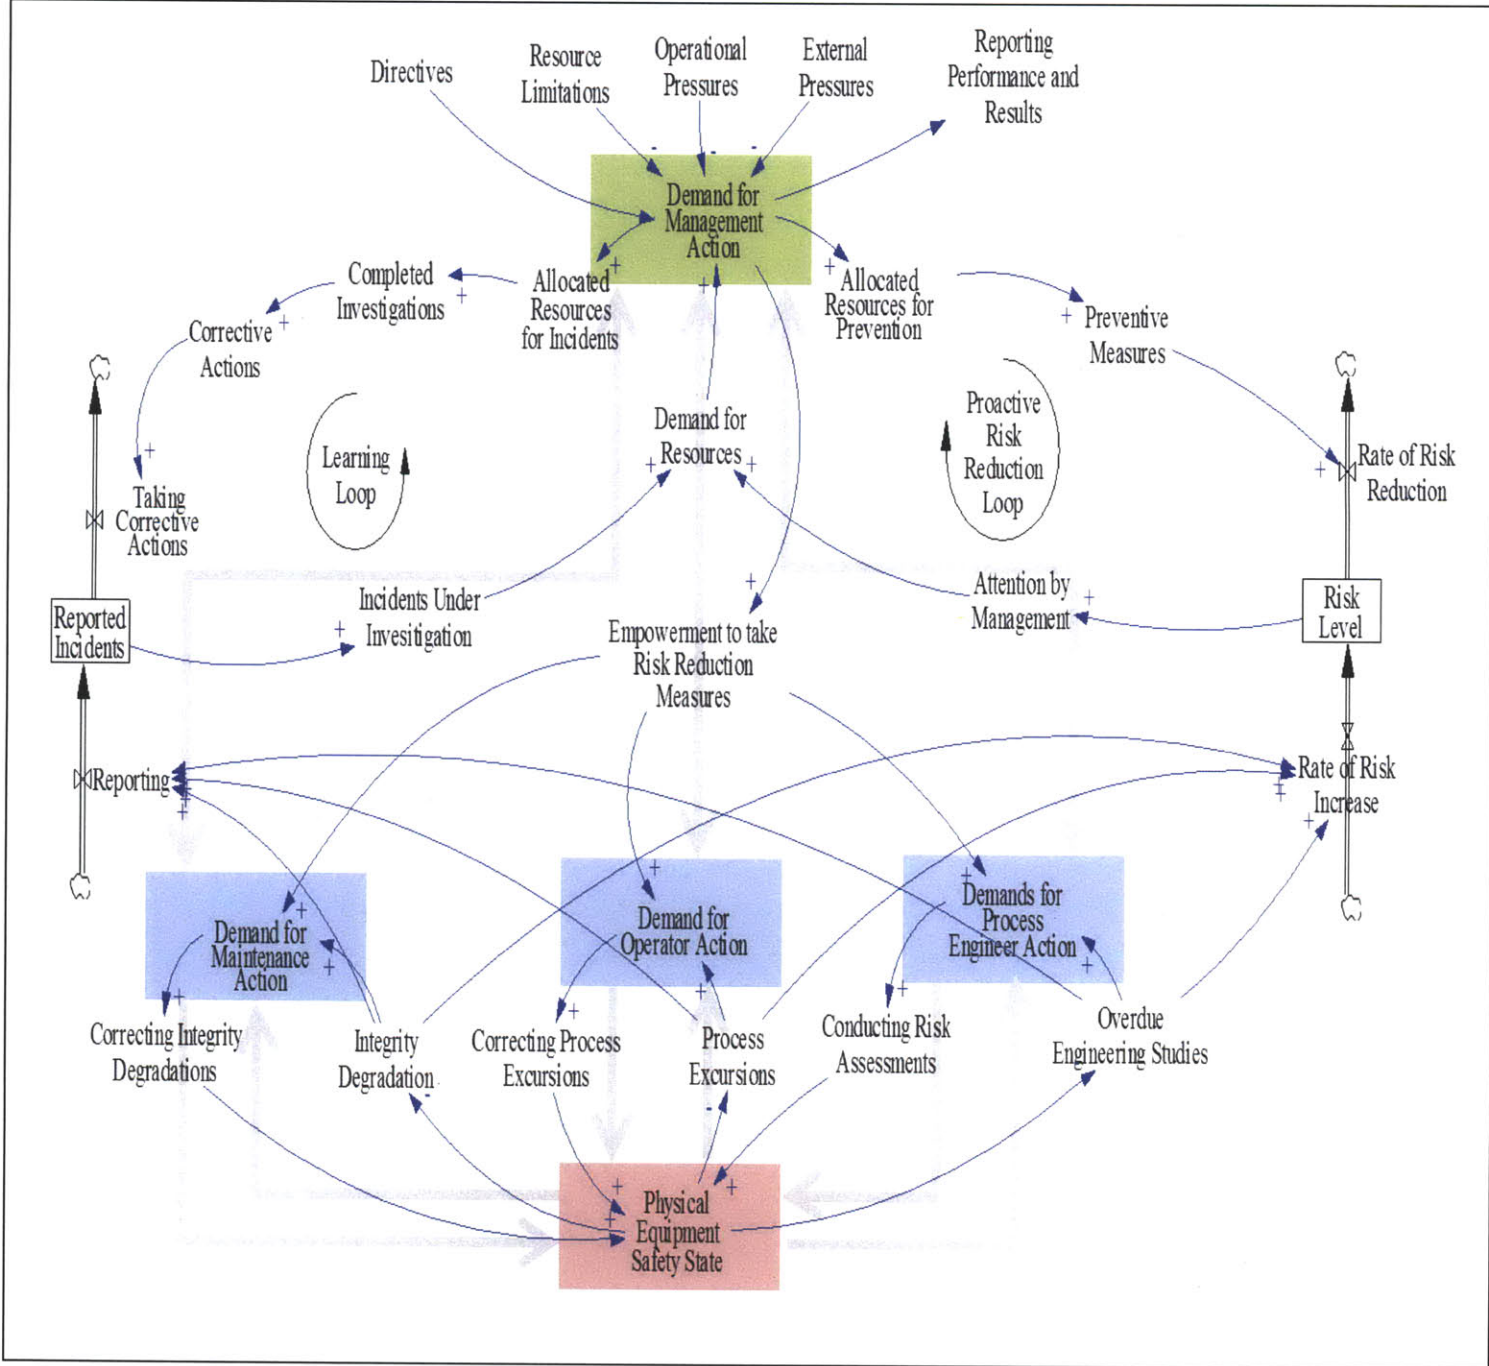 Directives
Resource
Limitations
Operational
Pressures
External
Pressures
Reporting
Performance and
Results
-
-
-
Demand for
Management
Action
+
+
+
Completed
Investigations
+
Allocated
Resources
for Incidents
Allocated
Resources for
Prevention
+
Preventive
Measures
Corrective
Actions
+
+
Taking
Corrective
Actions
Learning
Loop
Demand for
Resources
+
+
Proactive
Risk
Reduction
Loop
+
Rate of Risk
Reduction
Reported
Incidents
+
Incidents Under
Invesitigation
+
Empowerment to take
Risk Reduction
Measures
Attention by
Management
+
Risk
Level
Reporting
+
+
+
Rate of Risk
Increase
+
+
+
Demand for
Maintenance
Action
+
+
+
Demand for
Operator Action
+
+
+
Demands for
Process
Engineer Action
+
+
+
Correcting Integrity
Degradations
Integrity
Degradation
-
Correcting Process
Excursions
Process
Excursions
-
Conducting Risk
Assessments
Overdue
Engineering Studies
Physical
Equipment
Safety State
+
+
+